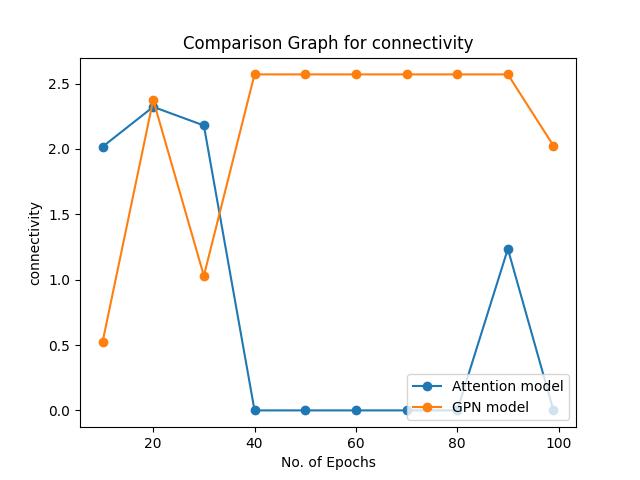 Comparison Graph for connectivity
connectivity
2.5
2.0
1.5
1.0
0.5
0.0
Attention model
GPN model
20
40
60
80
100
No. of Epochs